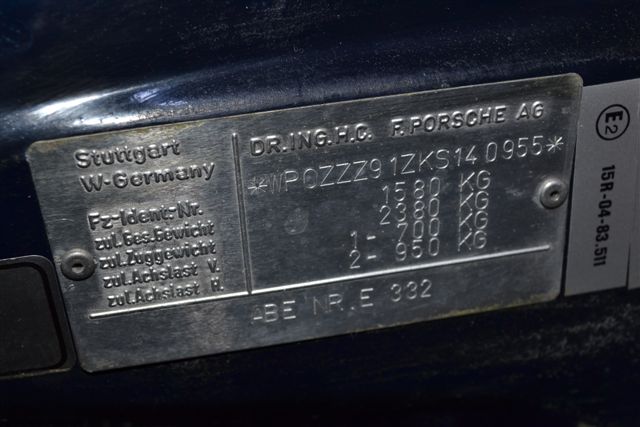 Stuttgart
W-Germany
DR.ING.H.C. F.PORSCHE AG
Fz-Ident.-Nr. *WP0ZZZ91ZKS140955*
zul.Ges.Gewicht 1580 KG
zul.Zuggewicht 2380 KG
zul.Achslast V. 1- 700 KG
zul.Achslast H. 2- 950 KG
ABE NR.E 332
E2
15R-04-83.511